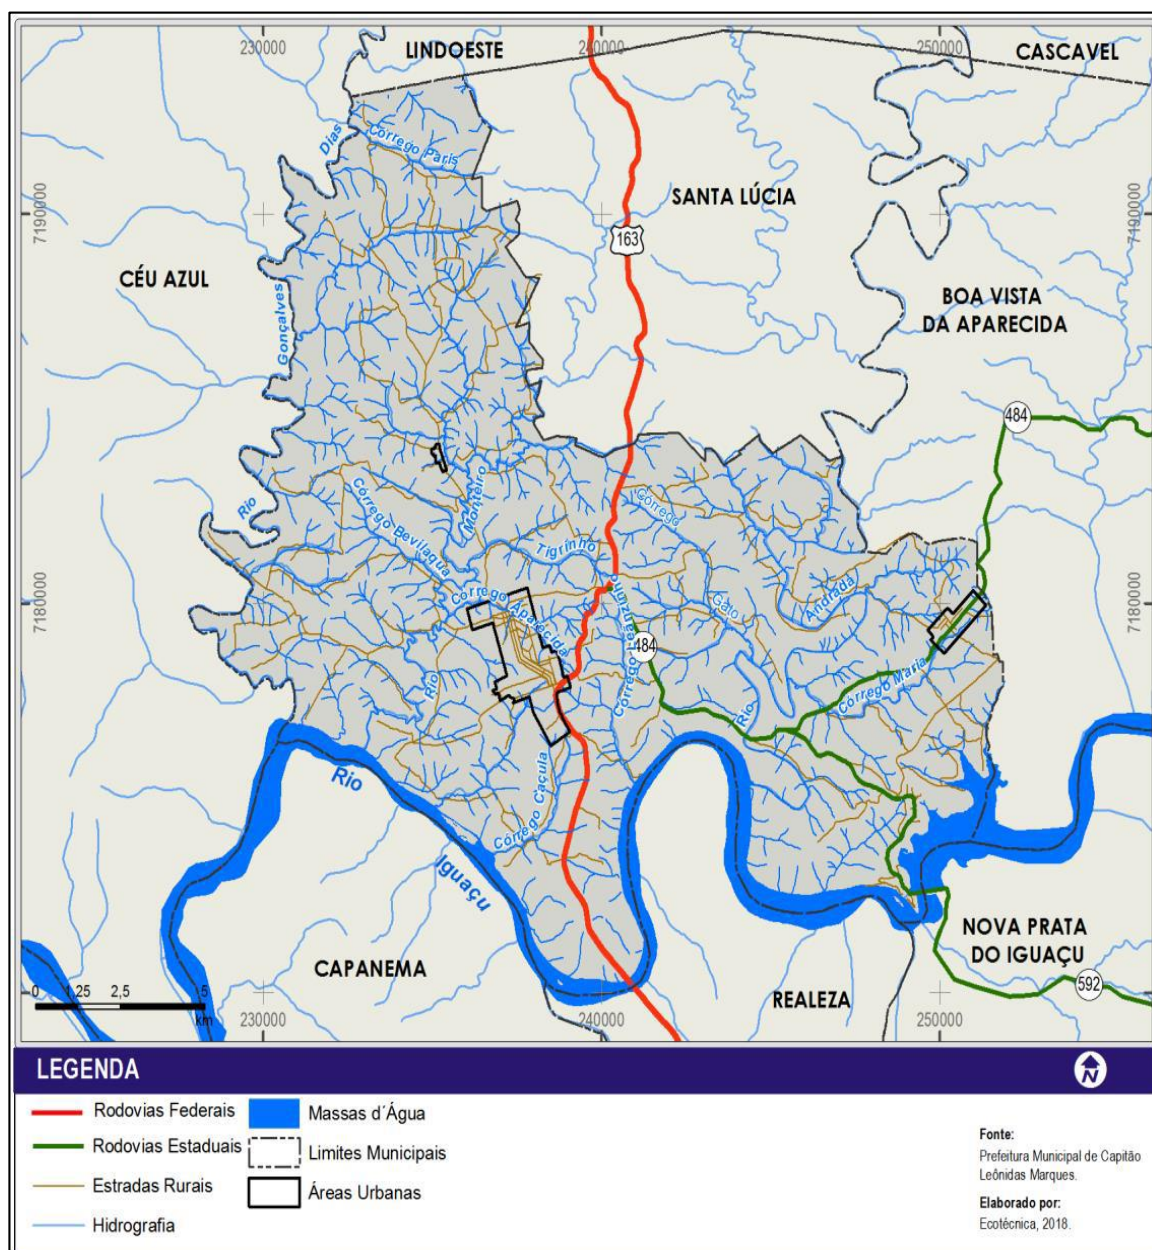 230000
240000
250000
LINDOESTE
CASCAVEL
Dias
Córrego Paris
7190000
7190000
SANTA LÚCIA
163
CÉU AZUL
BOA VISTA
DA APARECIDA
Gonçalves
484
Monteiro
Córrego Bevilaqua
Rio
Córrego
Tigrinho
7180000
7180000
Córrego Aparecida
Andrada
Gaio
484
Córrego Maria
Rio
Rio
Córrego Caçula
Rio
Iguaçu
CAPANEMA
NOVA PRATA
DO IGUAÇU
REALEZA
592
0 1,25 2,5 5
km
230000
240000
250000
LEGENDA
N
Rodovias Federais
Massas d´Água
Rodovias Estaduais
Limites Municipais
Estradas Rurais
Áreas Urbanas
Hidrografia
Fonte:
Prefeitura Municipal de Capitão
Leônidas Marques.
Elaborado por:
Ecotécnica, 2018.